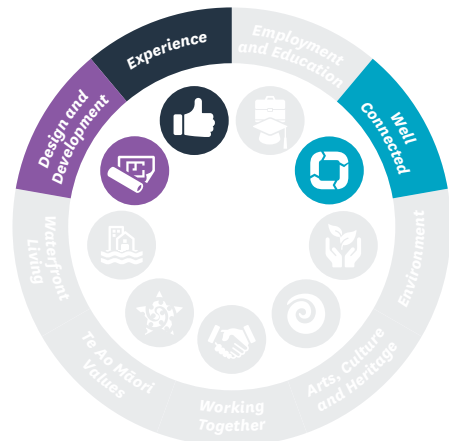 Experience
Employment
and Education
Well
Connected
Environment
Arts, Culture
and Heritage
Working
Together
Te Ao Māori
Values
Waterfront
Living
Design and
Development